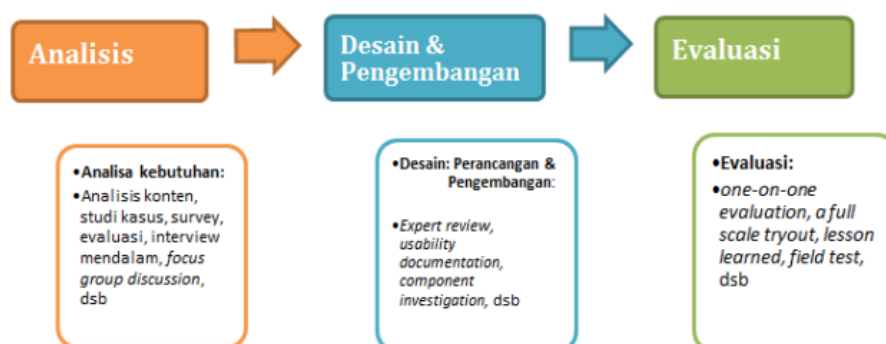 Analisis
Desain &
Pengembangan
Evaluasi
•Analisa kebutuhan:
•Analisis konten,
studi kasus, survey,
evaluasi, interview
mendalam, focus
group discussion,
dsb
•Desain: Perancangan &
Pengembangan:
•Expert review,
usability
documentation,
component
investigation, dsb
•Evaluasi:
•one-on-one
evaluation, a full
scale tryout, lesson
learned, field test,
dsb